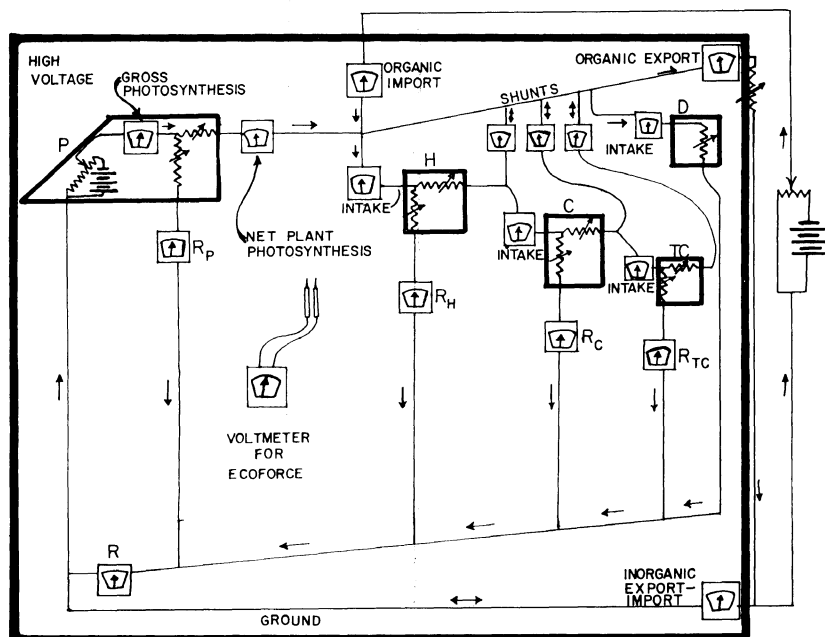 HIGH
VOLTAGE
GROSS
PHOTOSYNTHESIS
ORGANIC
IMPORT
ORGANIC EXPORT
SHUNTS
P
D
INTAKE
H
INTAKE
NET PLANT
PHOTOSYNTHESIS
C
INTAKE
TC
INTAKE
RP
RH
RC
RTC
VOLTMETER
FOR
ECOFORCE
R
INORGANIC
EXPORT-
IMPORT
GROUND